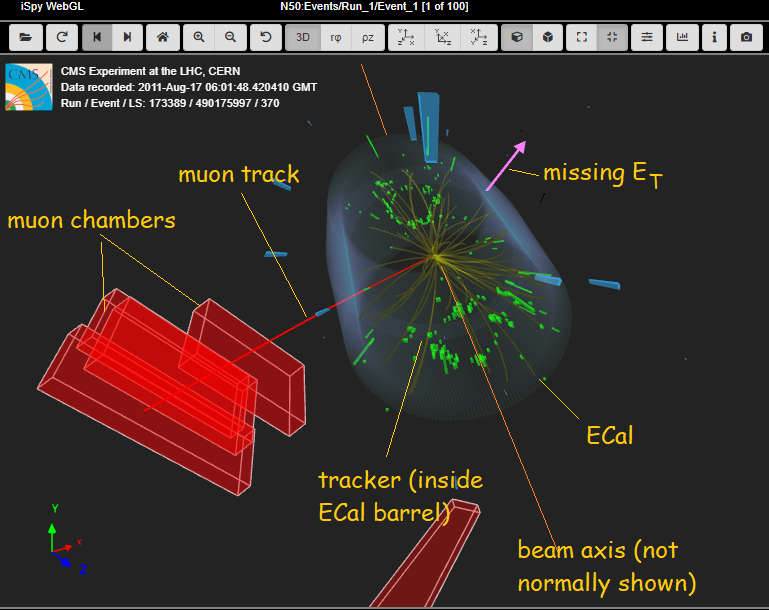 iSpy WebGL
N50:Events/Run_1/Event_1 [1 of 100]
3D rφ ρz
CMS
CMS Experiment at the LHC, CERN
Data recorded: 2011-Aug-17 06:01:48.420410 GMT
Run / Event / LS: 173389 / 490175997 / 370
muon track
missing E_T
muon chambers
ECal
tracker (inside
ECal barrel)
beam axis (not
normally shown)
Y
X
Z